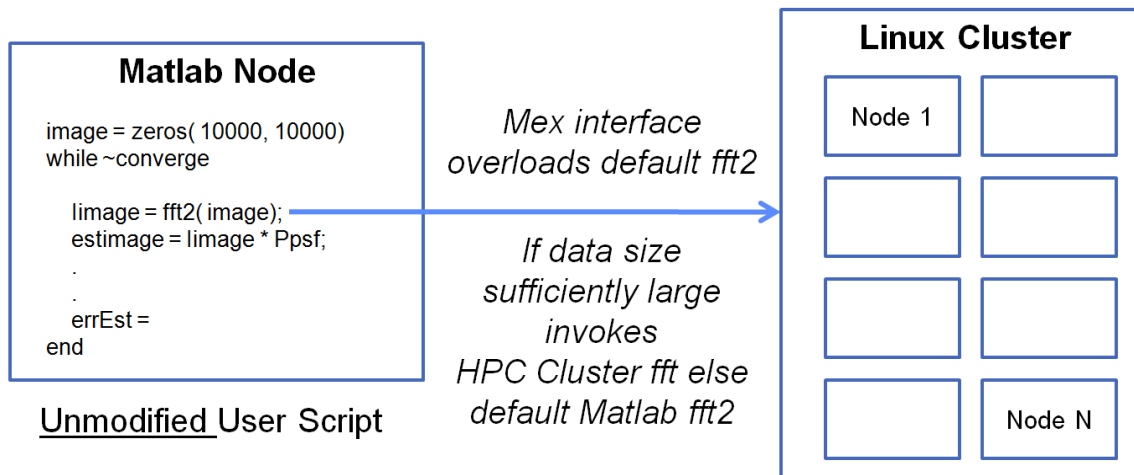 Matlab Node
image = zeros( 10000, 10000)
while ~converge
Iimage = fft2( image);
estimage = Iimage * Ppsf;
.
.
errEst =
end
Unmodified User Script
Mex interface
overloads default fft2
If data size
sufficiently large
invokes
HPC Cluster fft else
default Matlab fft2
Linux Cluster
Node 1
Node N